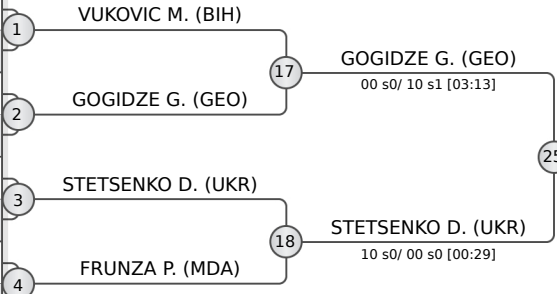 VUKOVIC M. (BIH)
1
17
GOGIDZE G. (GEO)
00 s0/ 10 s1 [03:13]
GOGIDZE G. (GEO)
2
25
STETSENKO D. (UKR)
3
18
STETSENKO D. (UKR)
10 s0/ 00 s0 [00:29]
FRUNZA P. (MDA)
4